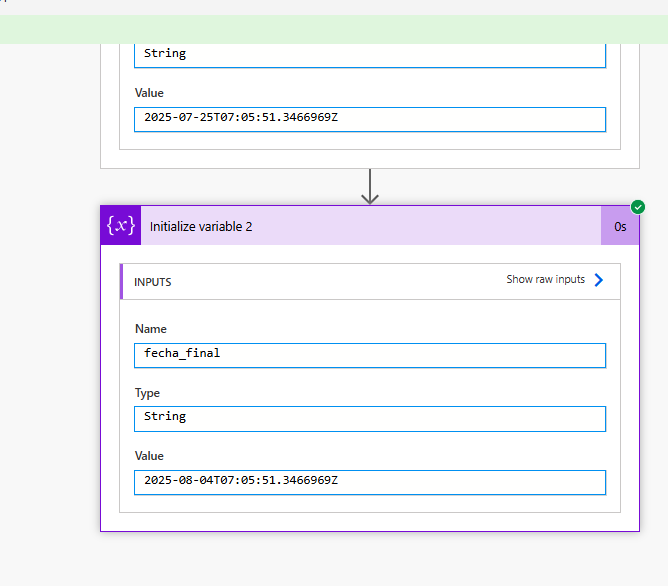 String
Value
2025-07-25T07:05:51.3466969Z
{x}
Initialize variable 2
0s
INPUTS
Show raw inputs
Name
fecha_final
Type
String
Value
2025-08-04T07:05:51.3466969Z